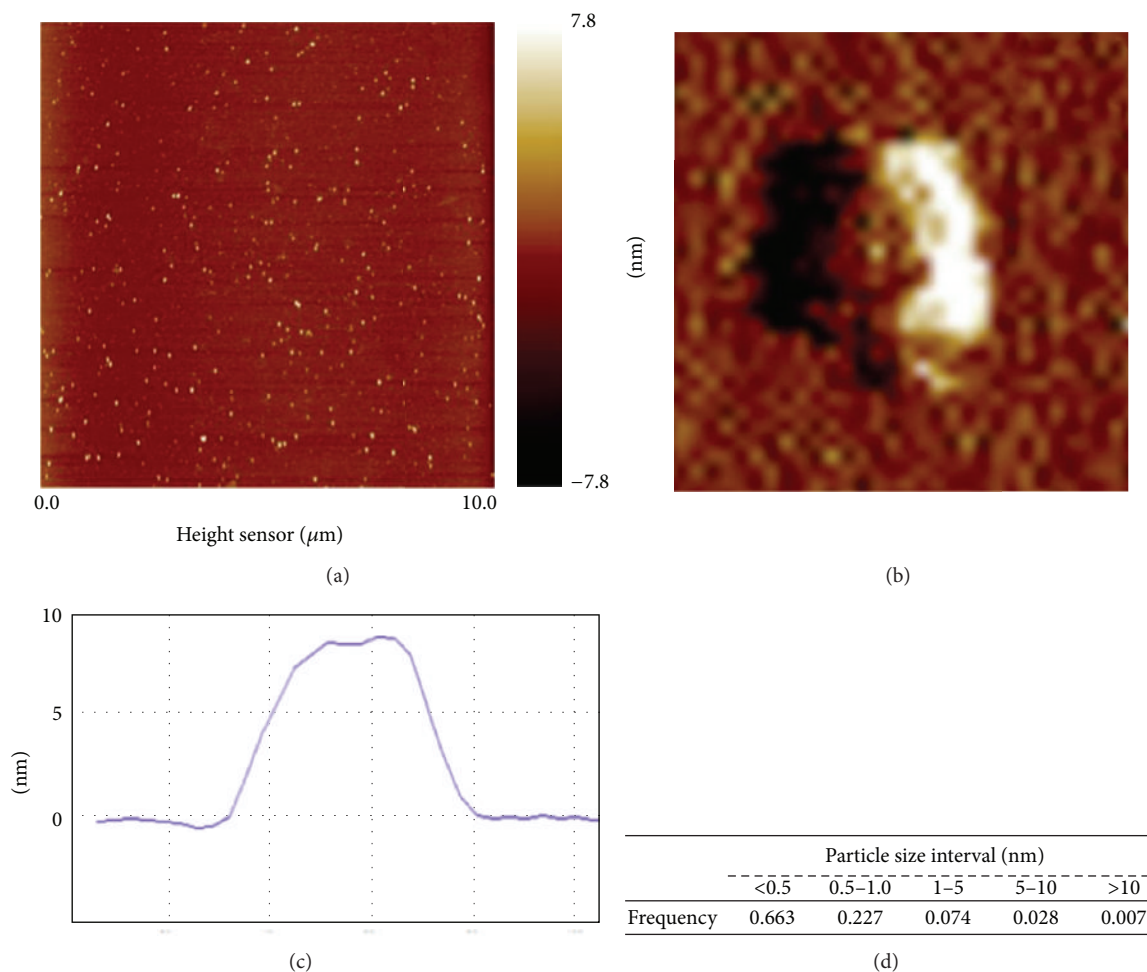 7.8
(nm)
−7.8
0.0 10.0
Height sensor (μm)
(a)
(b)
10
5
0
(nm)
(c)
Particle size interval (nm)
<0.5 0.5–1.0 1–5 5–10 >10
Frequency 0.663 0.227 0.074 0.028 0.007
(d)